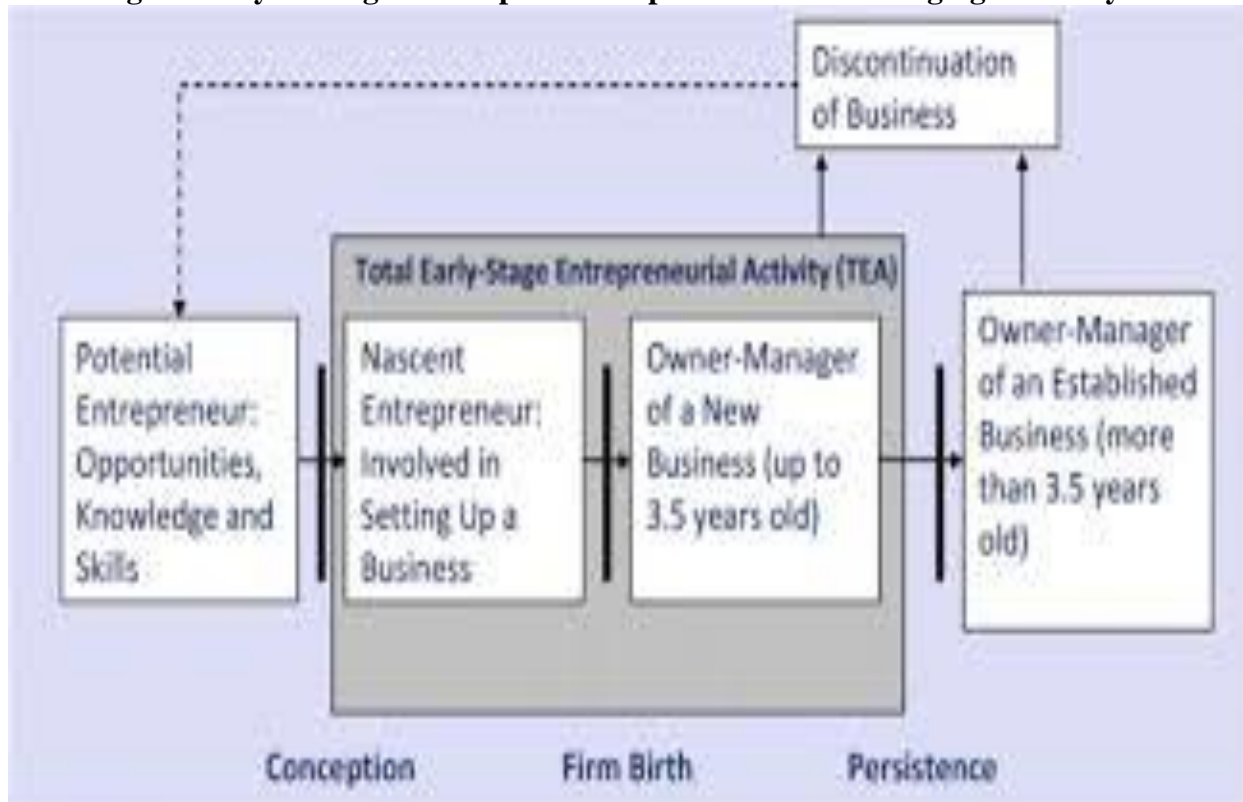 Discontinuation
of Business
Total Early-Stage Entrepreneurial Activity (TEA)
Potential
Entrepreneur:
Opportunities,
Knowledge and
Skills
Nascent
Entrepreneur:
Involved in
Setting Up a
Business
Owner-Manager
of a New
Business (up to
3.5 years old)
Owner-Manager
of an Established
Business (more
than 3.5 years
old)
Conception
Firm Birth
Persistence